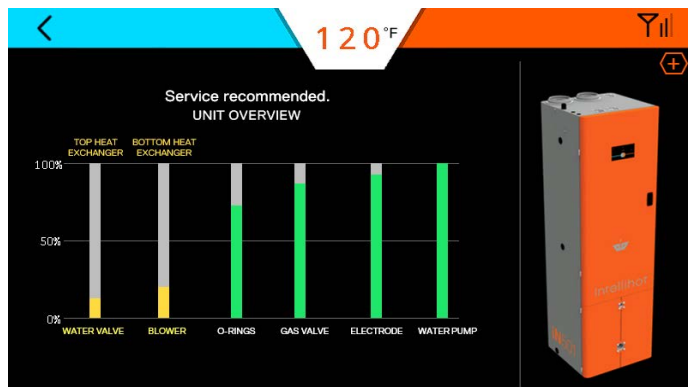 120°F
Service recommended.
UNIT OVERVIEW
TOP HEAT EXCHANGER
BOTTOM HEAT EXCHANGER
100%
50%
0%
WATER VALVE
BLOWER
O-RINGS
GAS VALVE
ELECTRODE
WATER PUMP
intellihot